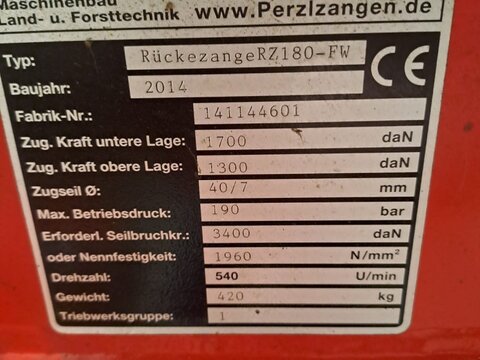 Maschinenbau
Land- u. Forsttechnik www.Perzlzangen.de
Typ: RückezangeRZ180-FW
Baujahr: 2014 CE
Fabrik-Nr.: 141144601
Zug. Kraft untere Lage: 1700 daN
Zug. Kraft obere Lage: 1300 daN
Zugseil Ø: 40/7 mm
Max. Betriebsdruck: 190 bar
Erforderl. Seilbruchkr.: 3400 daN
oder Nennfestigkeit: 1960 N/mm²
Drehzahl: 540 U/min
Gewicht: 420 kg
Triebwerksgruppe: 1